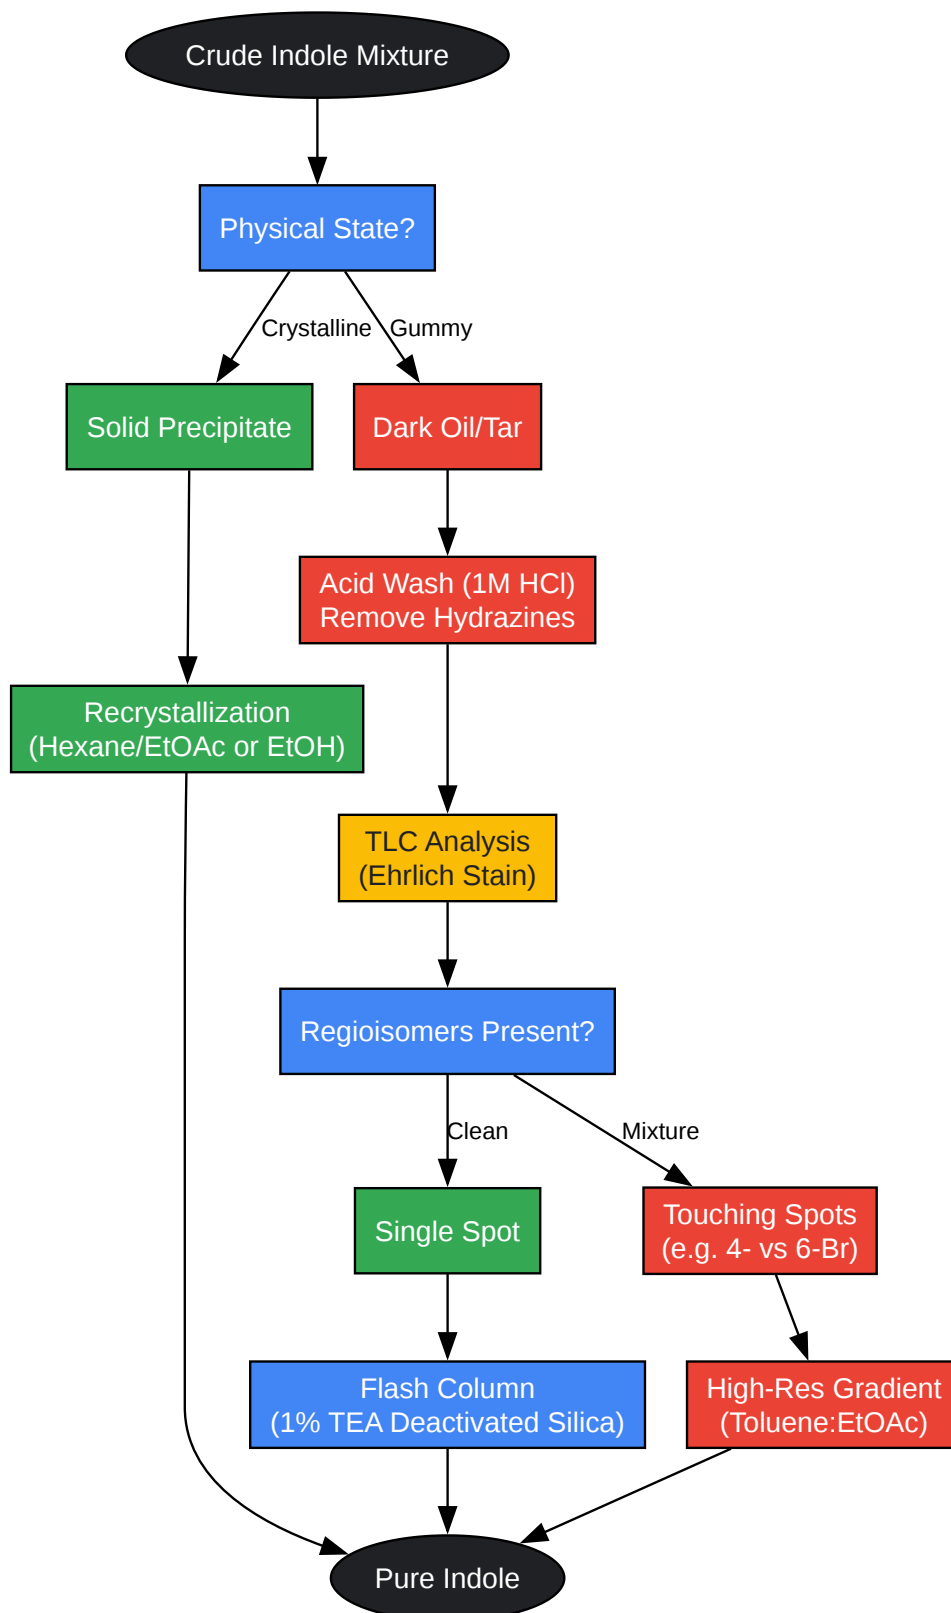 Crude Indole Mixture
Physical State?
Crystalline
Gummy
Solid Precipitate
Dark Oil/Tar
Acid Wash (1M HCl)
Remove Hydrazines
Recrystallization
(Hexane/EtOAc or EtOH)
TLC Analysis
(Ehrlich Stain)
Regioisomers Present?
Clean
Mixture
Single Spot
Touching Spots
(e.g. 4- vs 6-Br)
Flash Column
(1% TEA Deactivated Silica)
High-Res Gradient
(Toluene:EtOAc)
Pure Indole